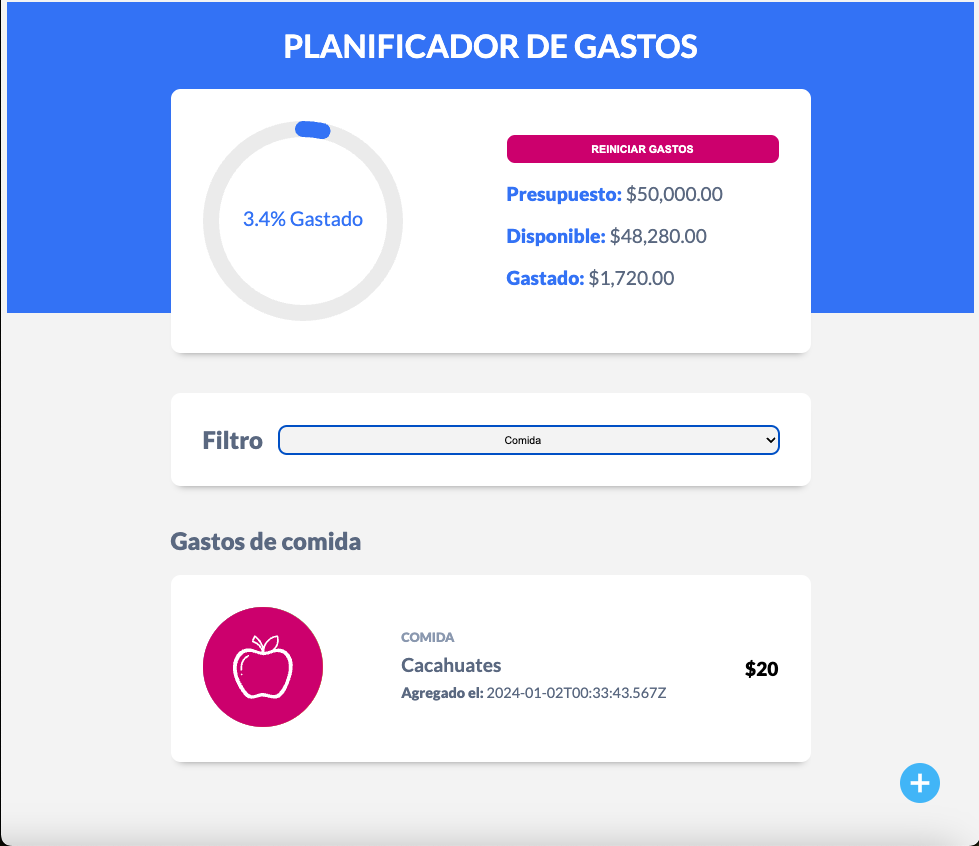 PLANIFICADOR DE GASTOS
3.4% Gastado
REINICIAR GASTOS
Presupuesto: $50,000.00
Disponible: $48,280.00
Gastado: $1,720.00
Filtro
Comida
Gastos de comida
COMIDA
Cacahuates
Agregado el: 2024-01-02T00:33:43.567Z
$20